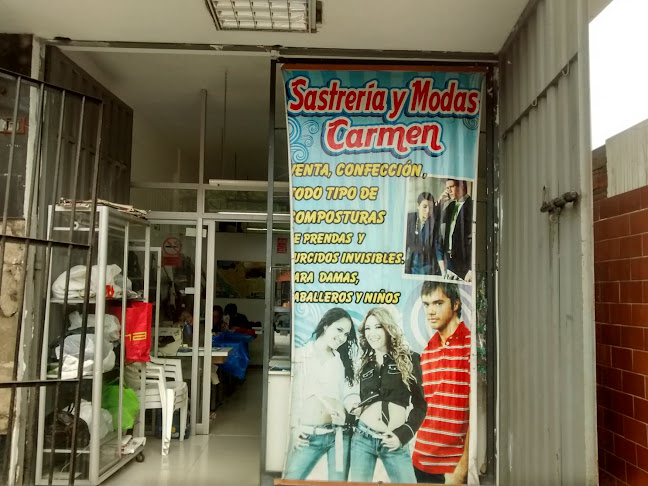 Sastrería y Modas
Carmen
VENTA, CONFECCIÓN,
TODO TIPO DE
COMPOSTURAS
DE PRENDAS Y
ZURCIDOS INVISIBLES.
PARA DAMAS,
CABALLEROS Y NIÑOS